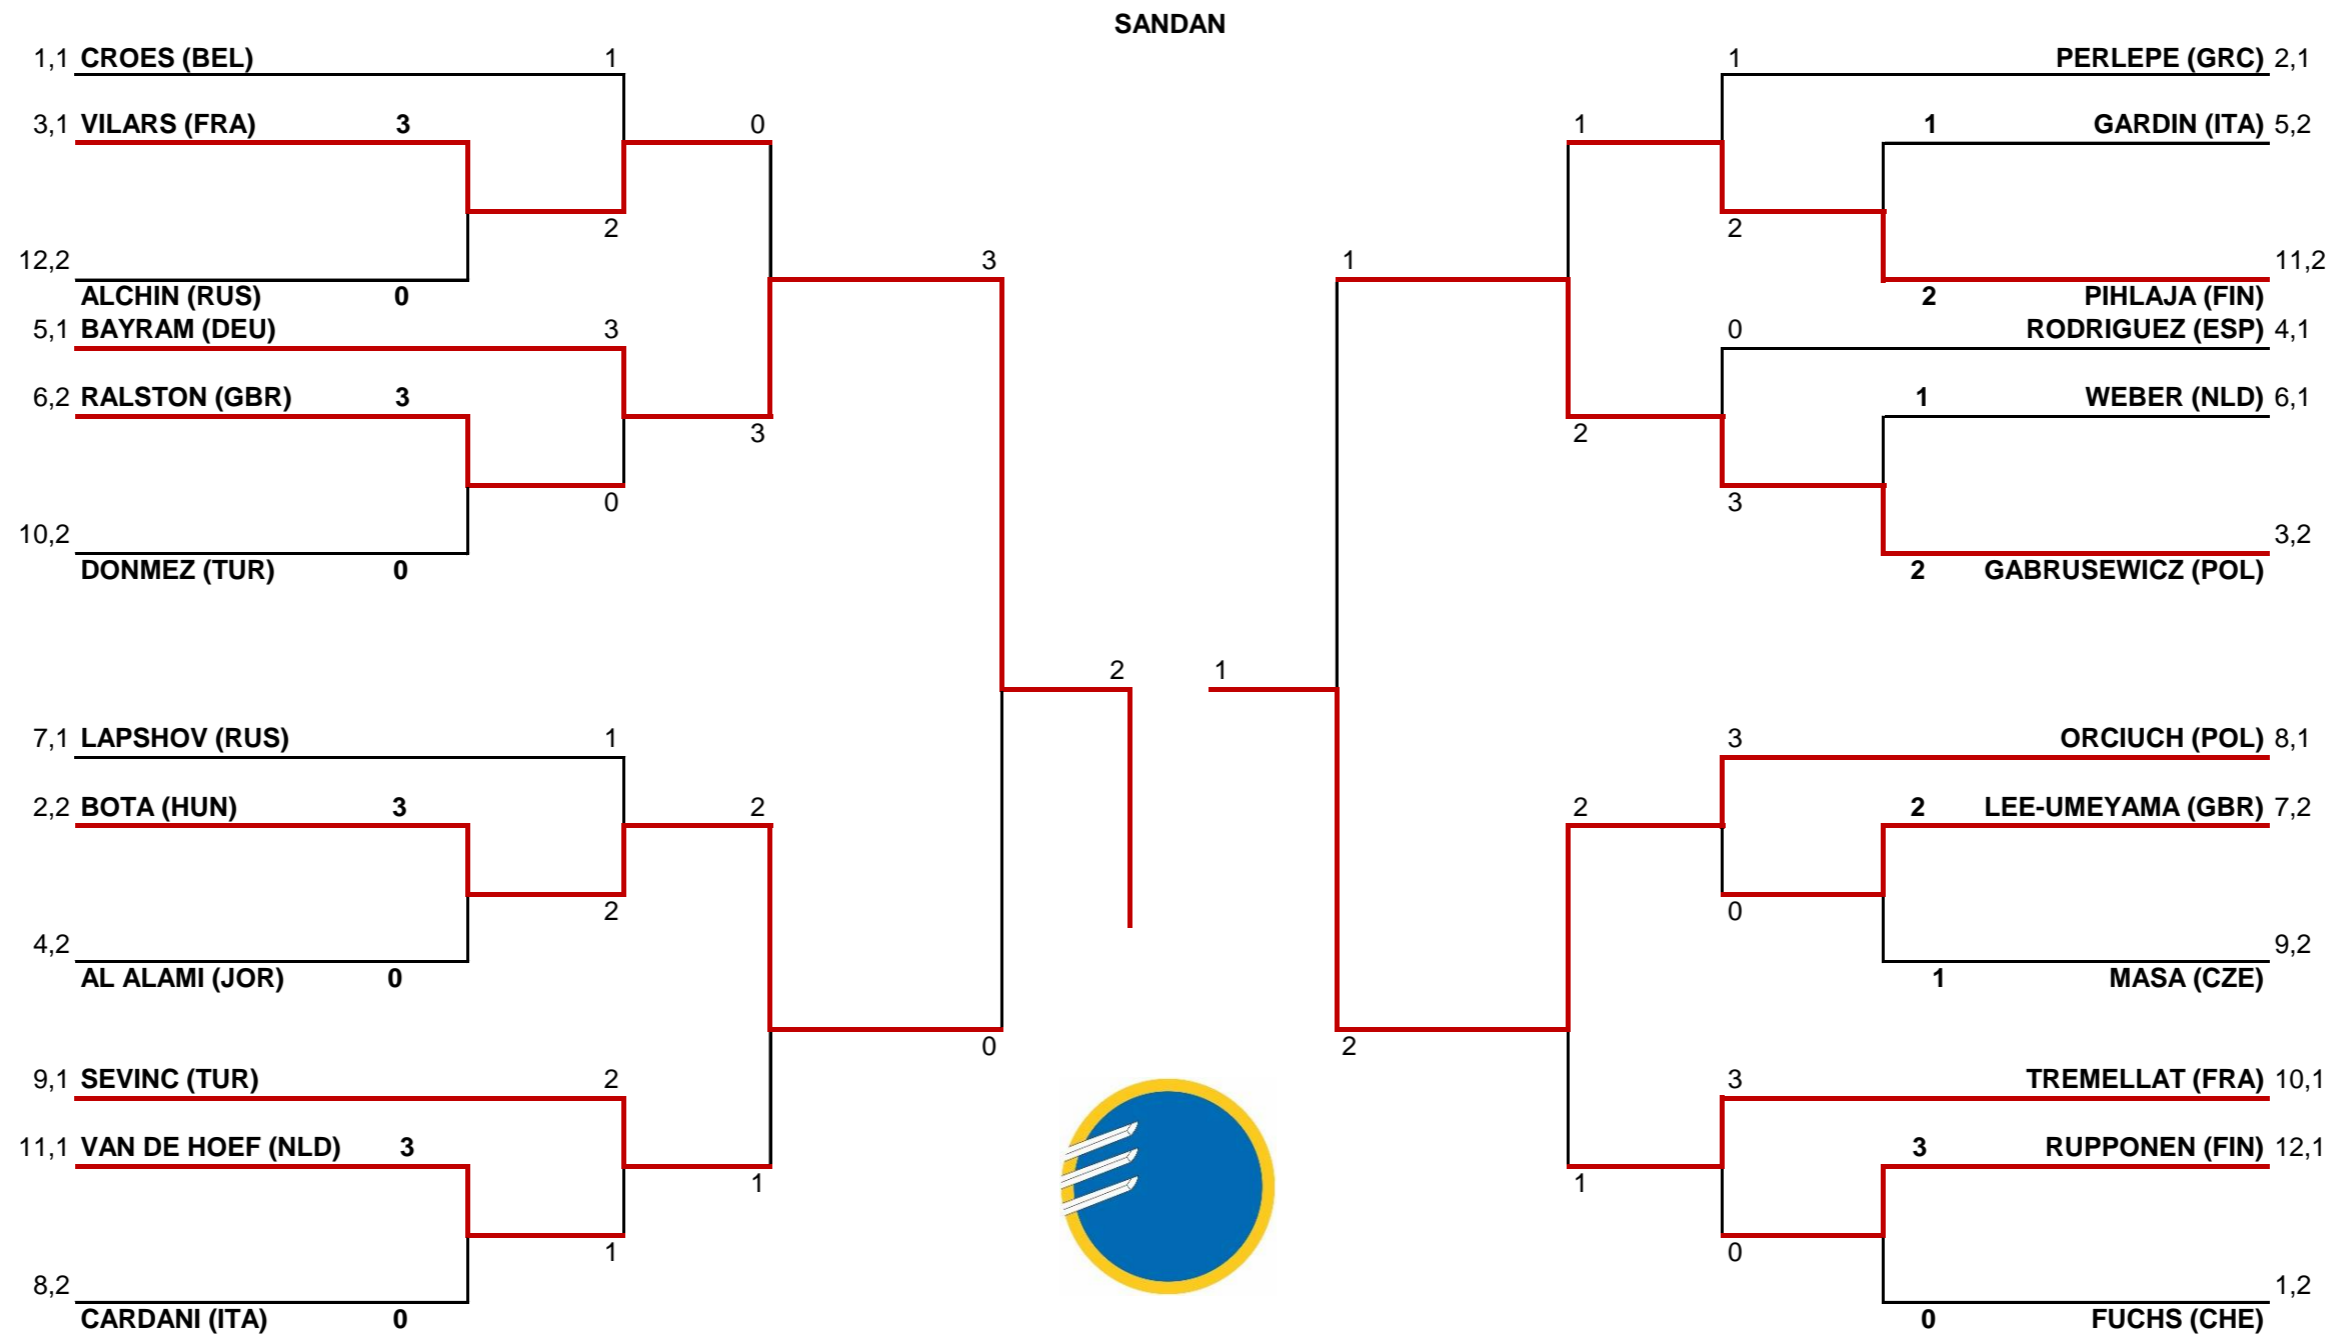 SANDAN
1,1 CROES (BEL) 1
3,1 VILARS (FRA) 3 0
12,2 2
ALCHIN (RUS) 0 3
5,1 BAYRAM (DEU) 3
6,2 RALSTON (GBR) 3 3
10,2 0
DONMEZ (TUR) 0
2
7,1 LAPSHOV (RUS) 1
2,2 BOTA (HUN) 3 2
4,2 2
AL ALAMI (JOR) 0
0
9,1 SEVINC (TUR) 2
11,1 VAN DE HOEF (NLD) 3 1
8,2 1
CARDANI (ITA) 0
1 PERLEPE (GRC) 2,1
1 1 GARDIN (ITA) 5,2
2 11,2
1 2 PIHLAJA (FIN)
0 RODRIGUEZ (ESP) 4,1
2 1 WEBER (NLD) 6,1
3 3,2
2 GABRUSEWICZ (POL)
1
3 ORCIUCH (POL) 8,1
2 2 LEE-UMEYAMA (GBR) 7,2
0 9,2
1 MASA (CZE)
2
3 TREMELLAT (FRA) 10,1
1 3 RUPPONEN (FIN) 12,1
0 1,2
0 FUCHS (CHE)